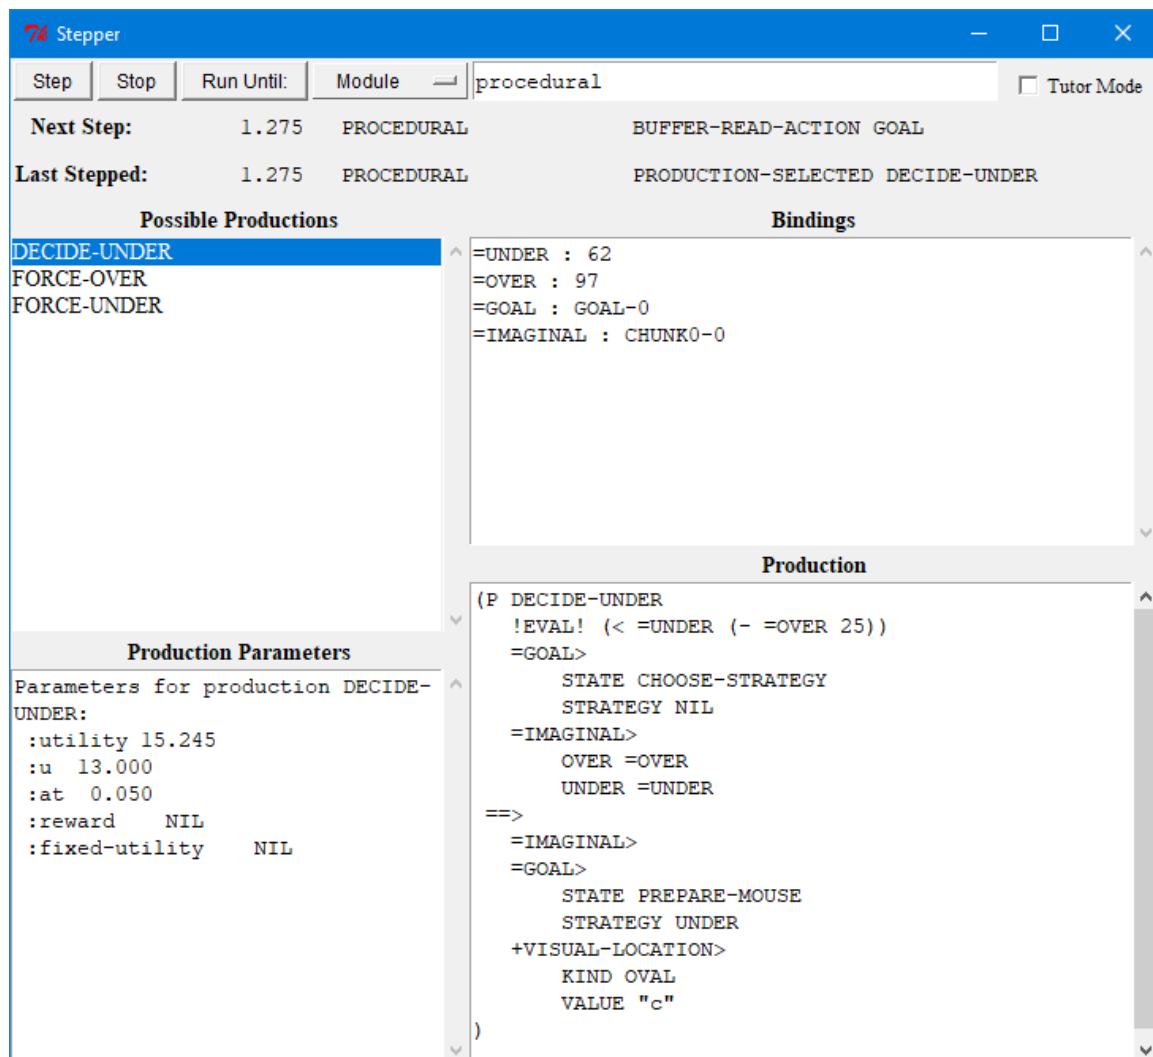 Stepper
Step Stop Run Until: Module procedural Tutor Mode
Next Step: 1.275 PROCEDURAL BUFFER-READ-ACTION GOAL
Last Stepped: 1.275 PROCEDURAL PRODUCTION-SELECTED DECIDE-UNDER
Possible Productions
DECIDE-UNDER
FORCE-OVER
FORCE-UNDER
Bindings
=UNDER : 62
=OVER : 97
=GOAL : GOAL-0
=IMAGINAL : CHUNK0-0
Production Parameters
Parameters for production DECIDE-
UNDER:
:utility 15.245
:u 13.000
:at 0.050
:reward NIL
:fixed-utility NIL
Production
(P DECIDE-UNDER
!EVAL! (< =UNDER (- =OVER 25))
=GOAL>
STATE CHOOSE-STRATEGY
STRATEGY NIL
=IMAGINAL>
OVER =OVER
UNDER =UNDER
==>
=IMAGINAL>
=GOAL>
STATE PREPARE-MOUSE
STRATEGY UNDER
+VISUAL-LOCATION>
KIND OVAL
VALUE "c"
)